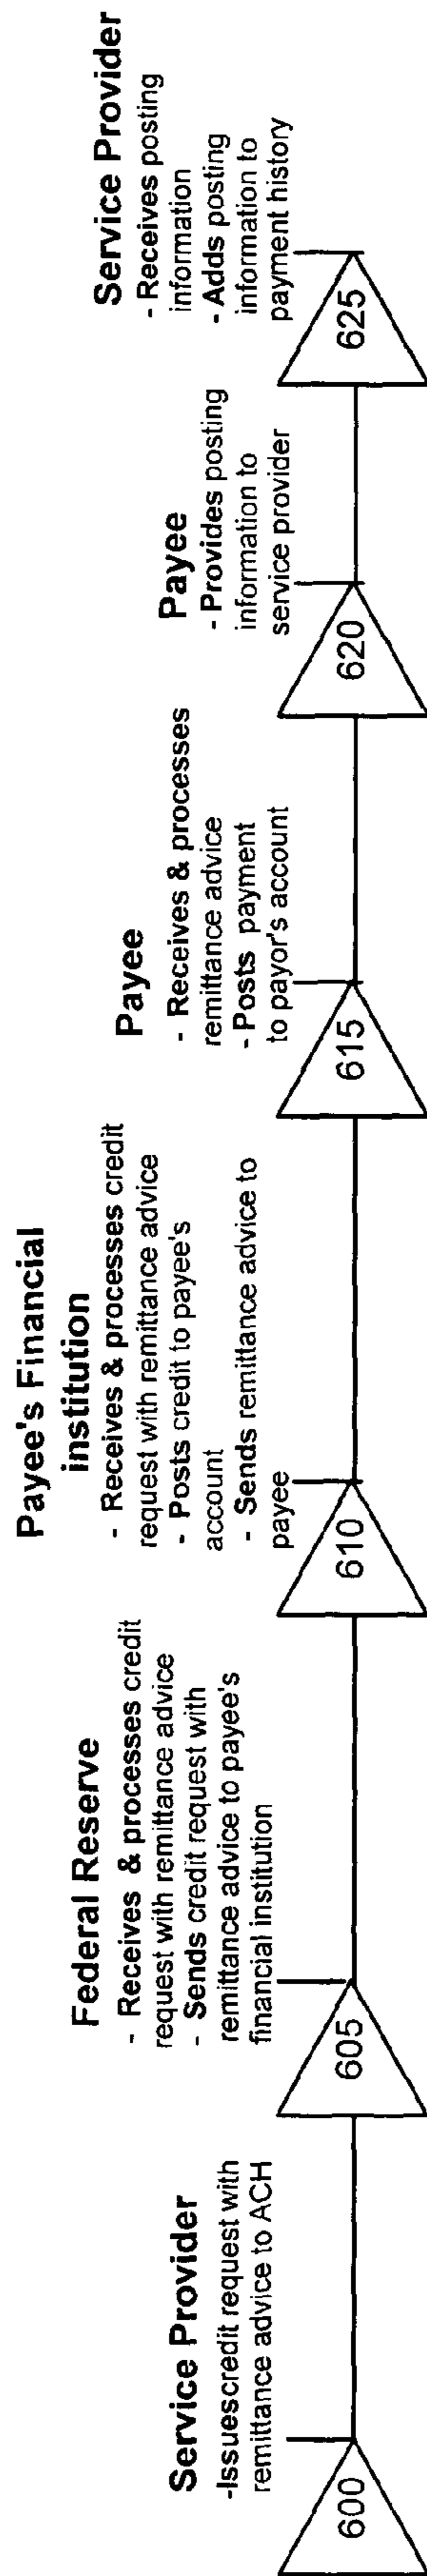 Service Provider
-Issues credit request with
remittance advice to ACH
600
Federal Reserve
- Receives & processes credit
request with remittance advice
- Sends credit request with
remittance advice to payee's
financial institution
605
Payee's Financial
institution
- Receives & processes credit
request with remittance advice
- Posts credit to payee's
account
- Sends remittance advice to
payee
610
Payee
- Receives & processes
remittance advice
- Posts payment
to payor's account
615
Payee
- Provides posting
information to
service provider
620
Service Provider
- Receives posting
information
- Adds posting
information to
payment history
625